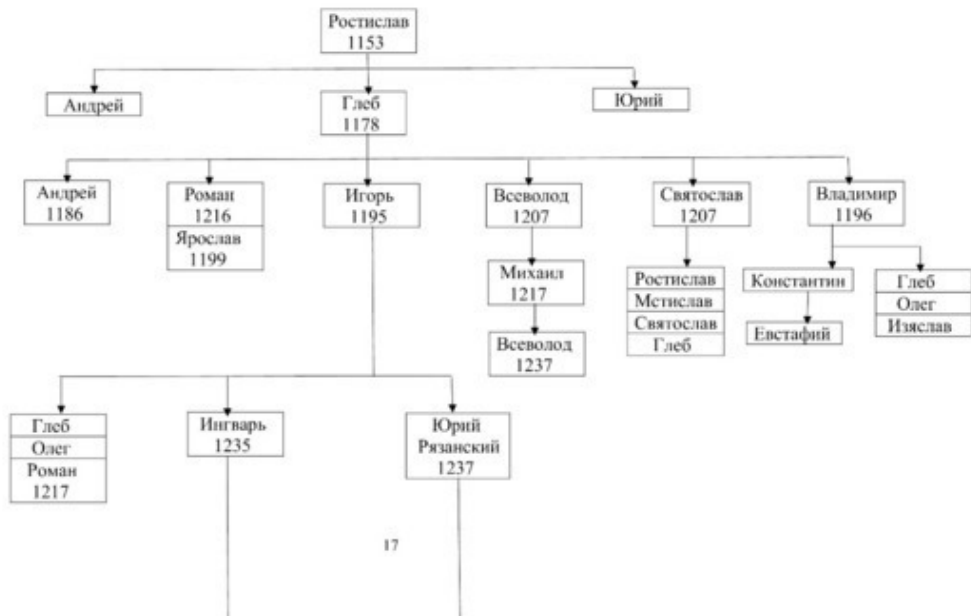 Ростислав
1153
Андрей
Глеб
1178
Юрий
Андрей
1186
Роман
1216
Ярослав
1199
Игорь
1195
Всеволод
1207
Святослав
1207
Владимир
1196
Михаил
1217
Ростислав
Мстислав
Святослав
Глеб
Константин
Глеб
Олег
Изяслав
Всеволод
1237
Евстафий
Глеб
Олег
Роман
1217
Ингварь
1235
Юрий
Рязанский
1237
17